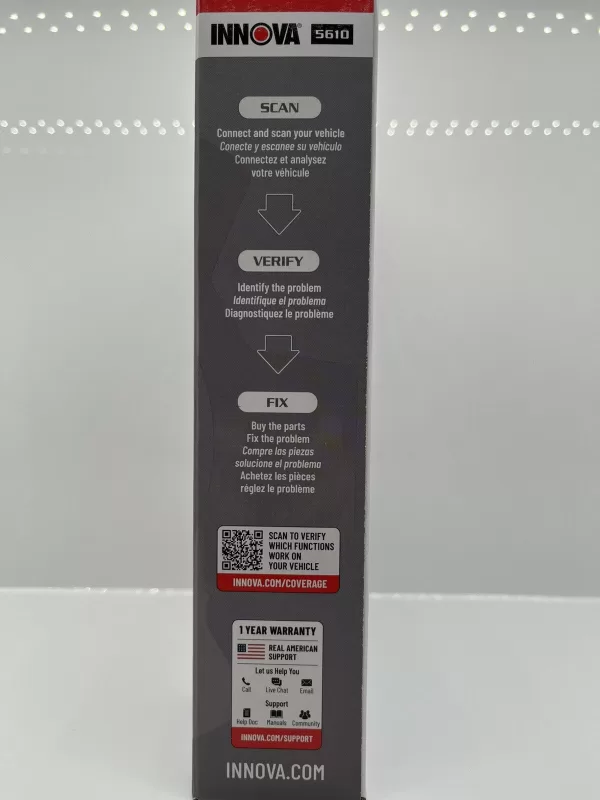 INNOVA 5610
SCAN
Connect and scan your vehicle
Conecte y escanee su vehículo
Connectez et analysez
votre véhicule
VERIFY
Identify the problem
Identifique el problema
Diagnostiquez le problème
FIX
Buy the parts
Fix the problem
Compre las piezas
solucione el problema
Achetez les pièces
réglez le problème
SCAN TO VERIFY
WHICH FUNCTIONS
WORK ON
YOUR VEHICLE
INNOVA.COM/COVERAGE
1 YEAR WARRANTY
REAL AMERICAN
SUPPORT
Let us Help You
Call Live Chat Email
Support
Help Doc Manuals Community
INNOVA.COM/SUPPORT
INNOVA.COM